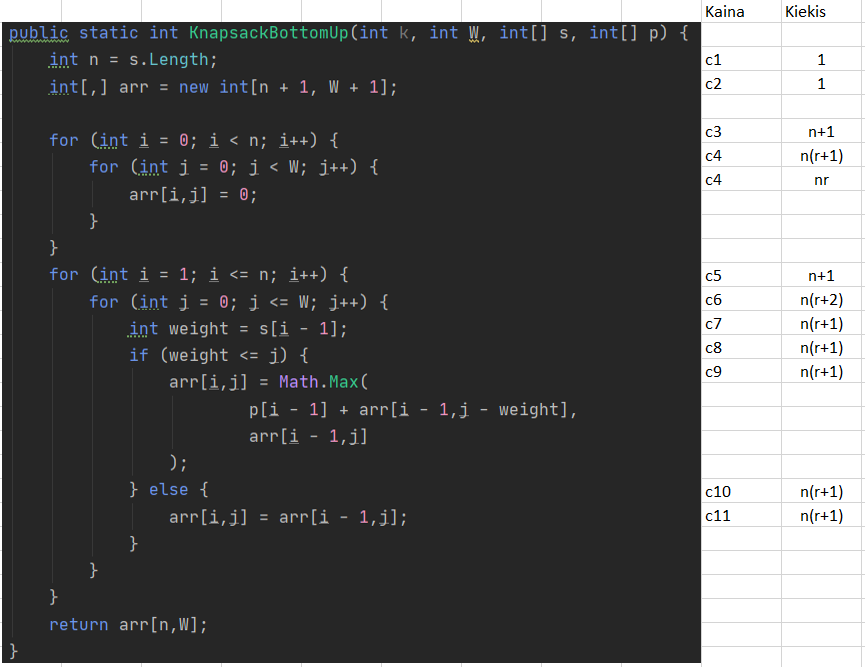 Kaina Kiekis
public static int KnapsackBottomUp(int k, int W, int[] s, int[] p) {
int n = s.Length; c1 1
int[,] arr = new int[n + 1, W + 1]; c2 1
for (int i = 0; i < n; i++) { c3 n+1
for (int j = 0; j < W; j++) { c4 n(r+1)
arr[i,j] = 0; c4 nr
}
}
for (int i = 1; i <= n; i++) { c5 n+1
for (int j = 0; j <= W; j++) { c6 n(r+2)
int weight = s[i - 1]; c7 n(r+1)
if (weight <= j) { c8 n(r+1)
arr[i,j] = Math.Max( c9 n(r+1)
p[i - 1] + arr[i - 1,j - weight],
arr[i - 1,j]
);
} else { c10 n(r+1)
arr[i,j] = arr[i - 1,j]; c11 n(r+1)
}
}
}
return arr[n,W];
}